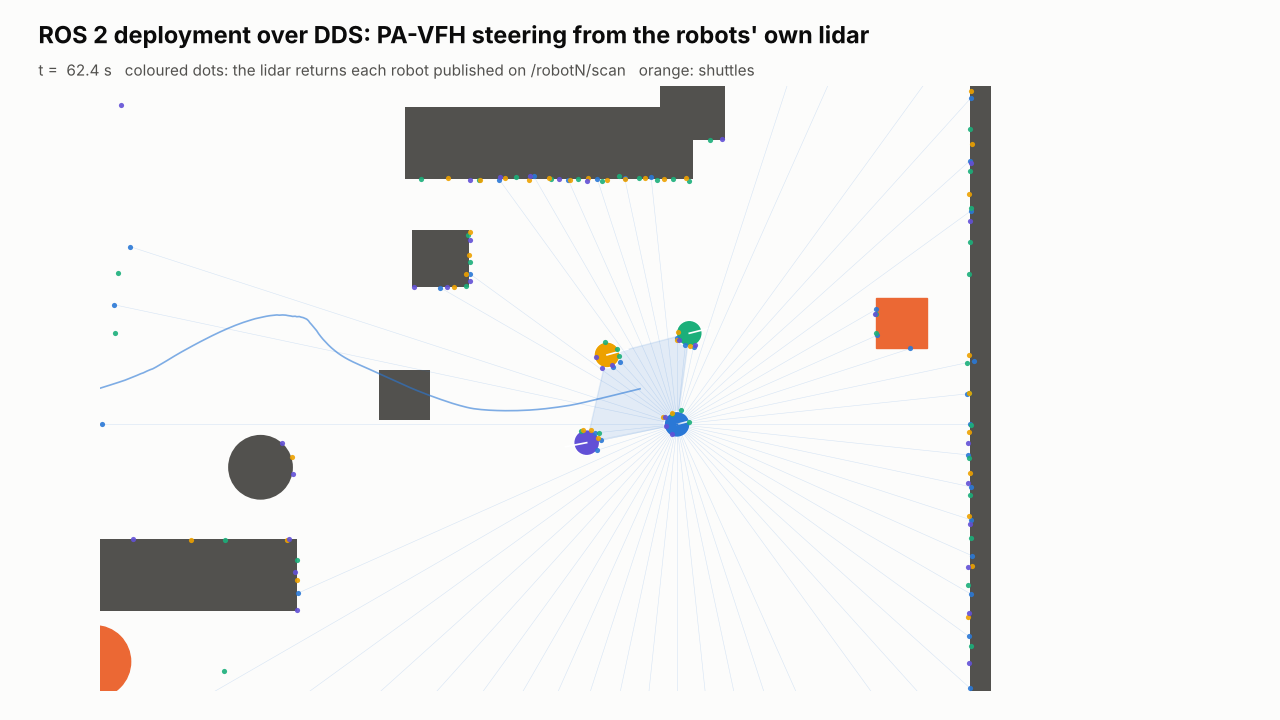 ROS 2 deployment over DDS: PA-VFH steering from the robots' own lidar
t =  62.4 s   coloured dots: the lidar returns each robot published on /robotN/scan   orange: shuttles